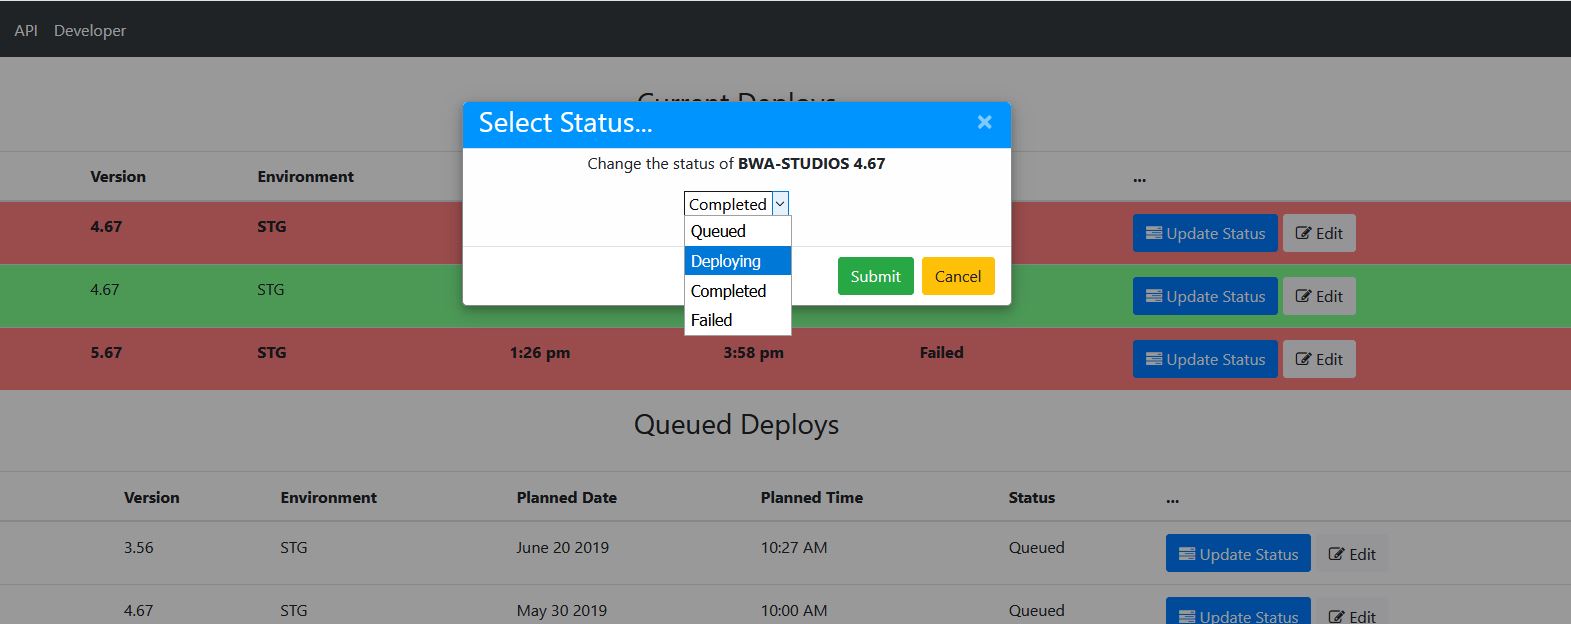 API Developer
Current Deploys
Select Status... ×
Change the status of BWA-STUDIOS 4.67
Completed
Queued
Deploying
Completed
Failed
Submit Cancel
Version Environment ...
4.67 STG Update Status Edit
4.67 STG Update Status Edit
5.67 STG 1:26 pm 3:58 pm Failed Update Status Edit
Queued Deploys
Version Environment Planned Date Planned Time Status ...
3.56 STG June 20 2019 10:27 AM Queued Update Status Edit
4.67 STG May 30 2019 10:00 AM Queued Update Status Edit